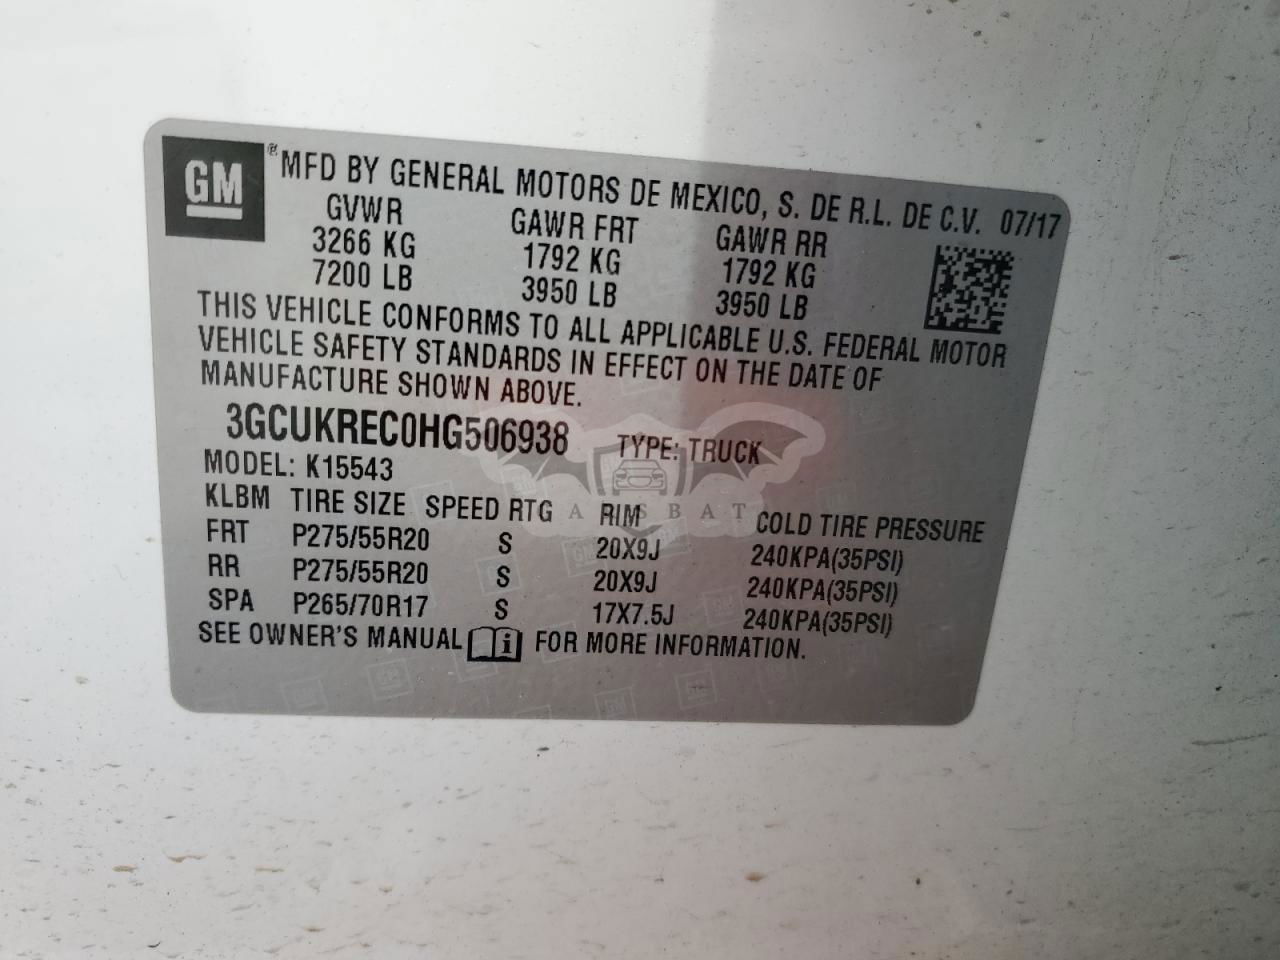 GM ® MFD BY GENERAL MOTORS DE MEXICO, S. DE R.L. DE C.V. 07/17
GVWR GAWR FRT GAWR RR
3266 KG 1792 KG 1792 KG
7200 LB 3950 LB 3950 LB
THIS VEHICLE CONFORMS TO ALL APPLICABLE U.S. FEDERAL MOTOR
VEHICLE SAFETY STANDARDS IN EFFECT ON THE DATE OF
MANUFACTURE SHOWN ABOVE.
3GCUKREC0HG506938 TYPE: TRUCK
MODEL: K15543
KLBM TIRE SIZE SPEED RTG RIM COLD TIRE PRESSURE
FRT P275/55R20 S 20X9J 240KPA(35PSI)
RR P275/55R20 S 20X9J 240KPA(35PSI)
SPA P265/70R17 S 17X7.5J 240KPA(35PSI)
SEE OWNER'S MANUAL FOR MORE INFORMATION.